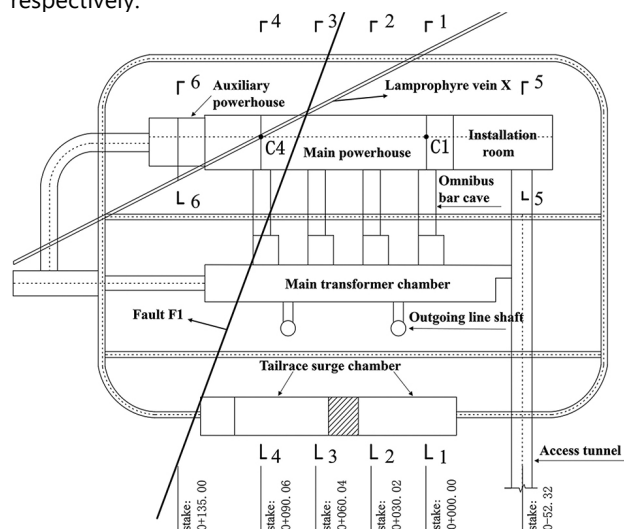 respectively.
4 3 2 1
6 Auxiliary powerhouse Lamprophyre vein X 5
C4 Main powerhouse C1 Installation room
6 Omnibus bar cave 5
Main transformer chamber
Fault F1 Outgoing line shaft
Tailrace surge chamber
4 3 2 1
Access tunnel
stake: 0+135.00
stake: 0+090.06
stake: 0+060.04
stake: 0+030.02
stake: 0+000.00
stake: 0-52.32